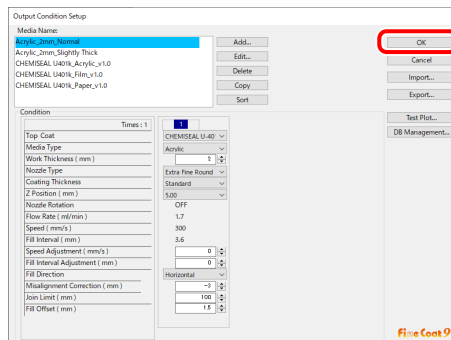 Output Condition Setup
Media Name:
Acrylic_2mm_Normal
Acrylic_2mm_Slightly Thick
CHEMISEAL U401k_Acrylic_v1.0
CHEMISEAL U401k_Film_v1.0
CHEMISEAL U401k_Paper_v1.0
Add...
Edit...
Delete
Copy
Sort
OK
Cancel
Import...
Export...
Test Plot...
DB Management...
Condition
Times : 1 1
Top Coat CHEMISEAL U-40
Media Type Acrylic
Work Thickness ( mm ) 2
Nozzle Type Extra Fine Round
Coating Thickness Standard
Z Position ( mm ) 5.00
Nozzle Rotation OFF
Flow Rate ( ml/min ) 1.7
Speed ( mm/s ) 300
Fill Interval ( mm ) 3.6
Speed Adjustment ( mm/s ) 0
Fill Interval Adjustment ( mm ) 0
Fill Direction Horizontal
Misalignment Correction ( mm ) -3
Join Limit ( mm ) 100
Fill Offset ( mm ) 1.5
Fine Coat 9